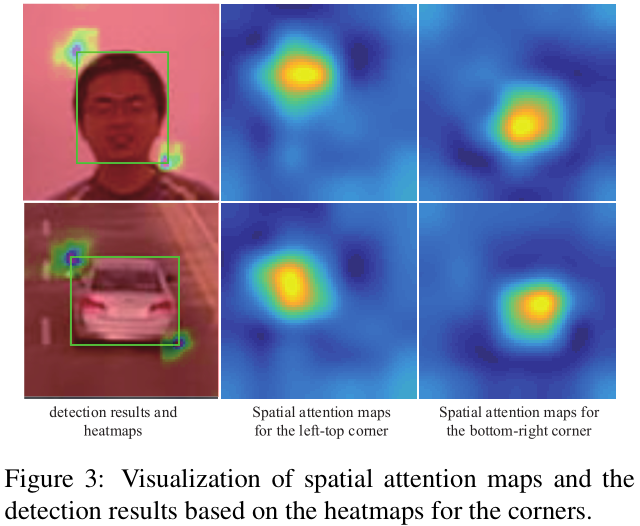 detection results and
heatmaps
Spatial attention maps
for the left-top corner
Spatial attention maps for
the bottom-right corner
Figure 3: Visualization of spatial attention maps and the
detection results based on the heatmaps for the corners.